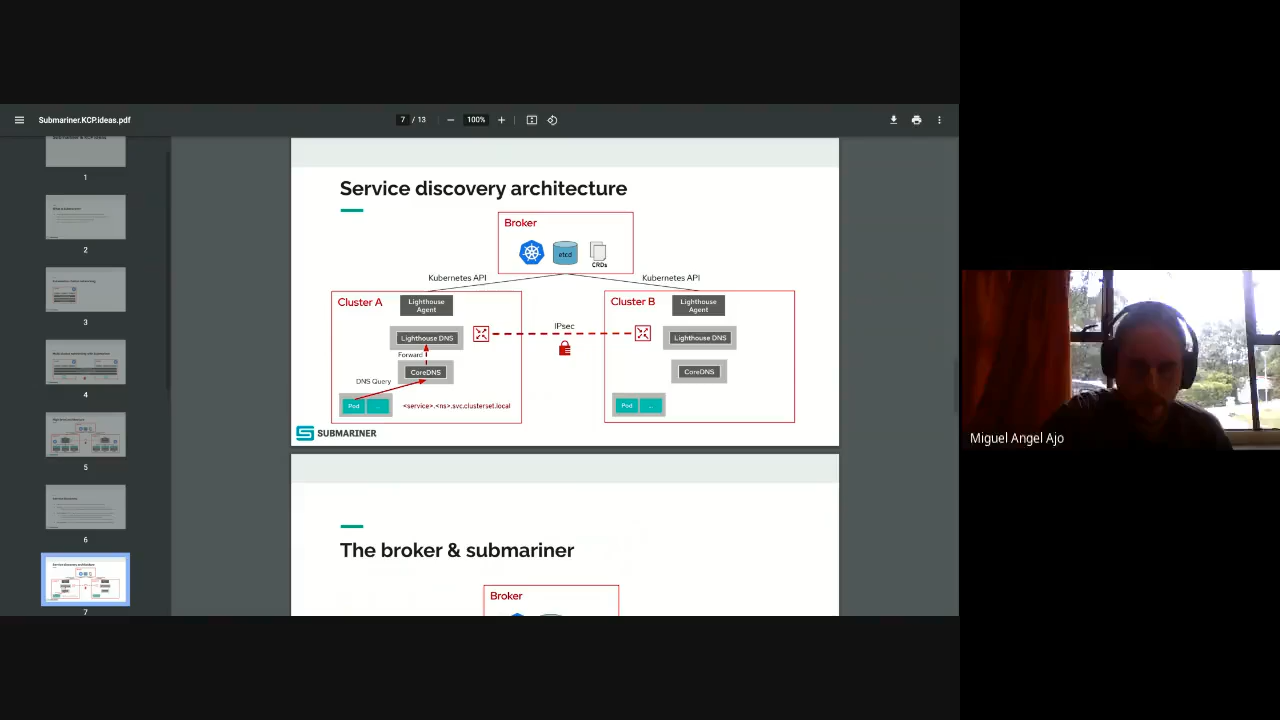 Submariner.KCP.ideas.pdf
7 / 13
100%
1
2
3
4
5
6
7
Service discovery architecture
Broker
etcd
CRDs
Kubernetes API
Kubernetes API
Cluster A
Lighthouse
Agent
Lighthouse DNS
Forward
CoreDNS
DNS Query
Pod
...
<service>.<ns>.svc.clusterset.local
IPsec
Cluster B
Lighthouse
Agent
Lighthouse DNS
CoreDNS
Pod
...
SUBMARINER
The broker & submariner
Broker
Miguel Angel Ajo